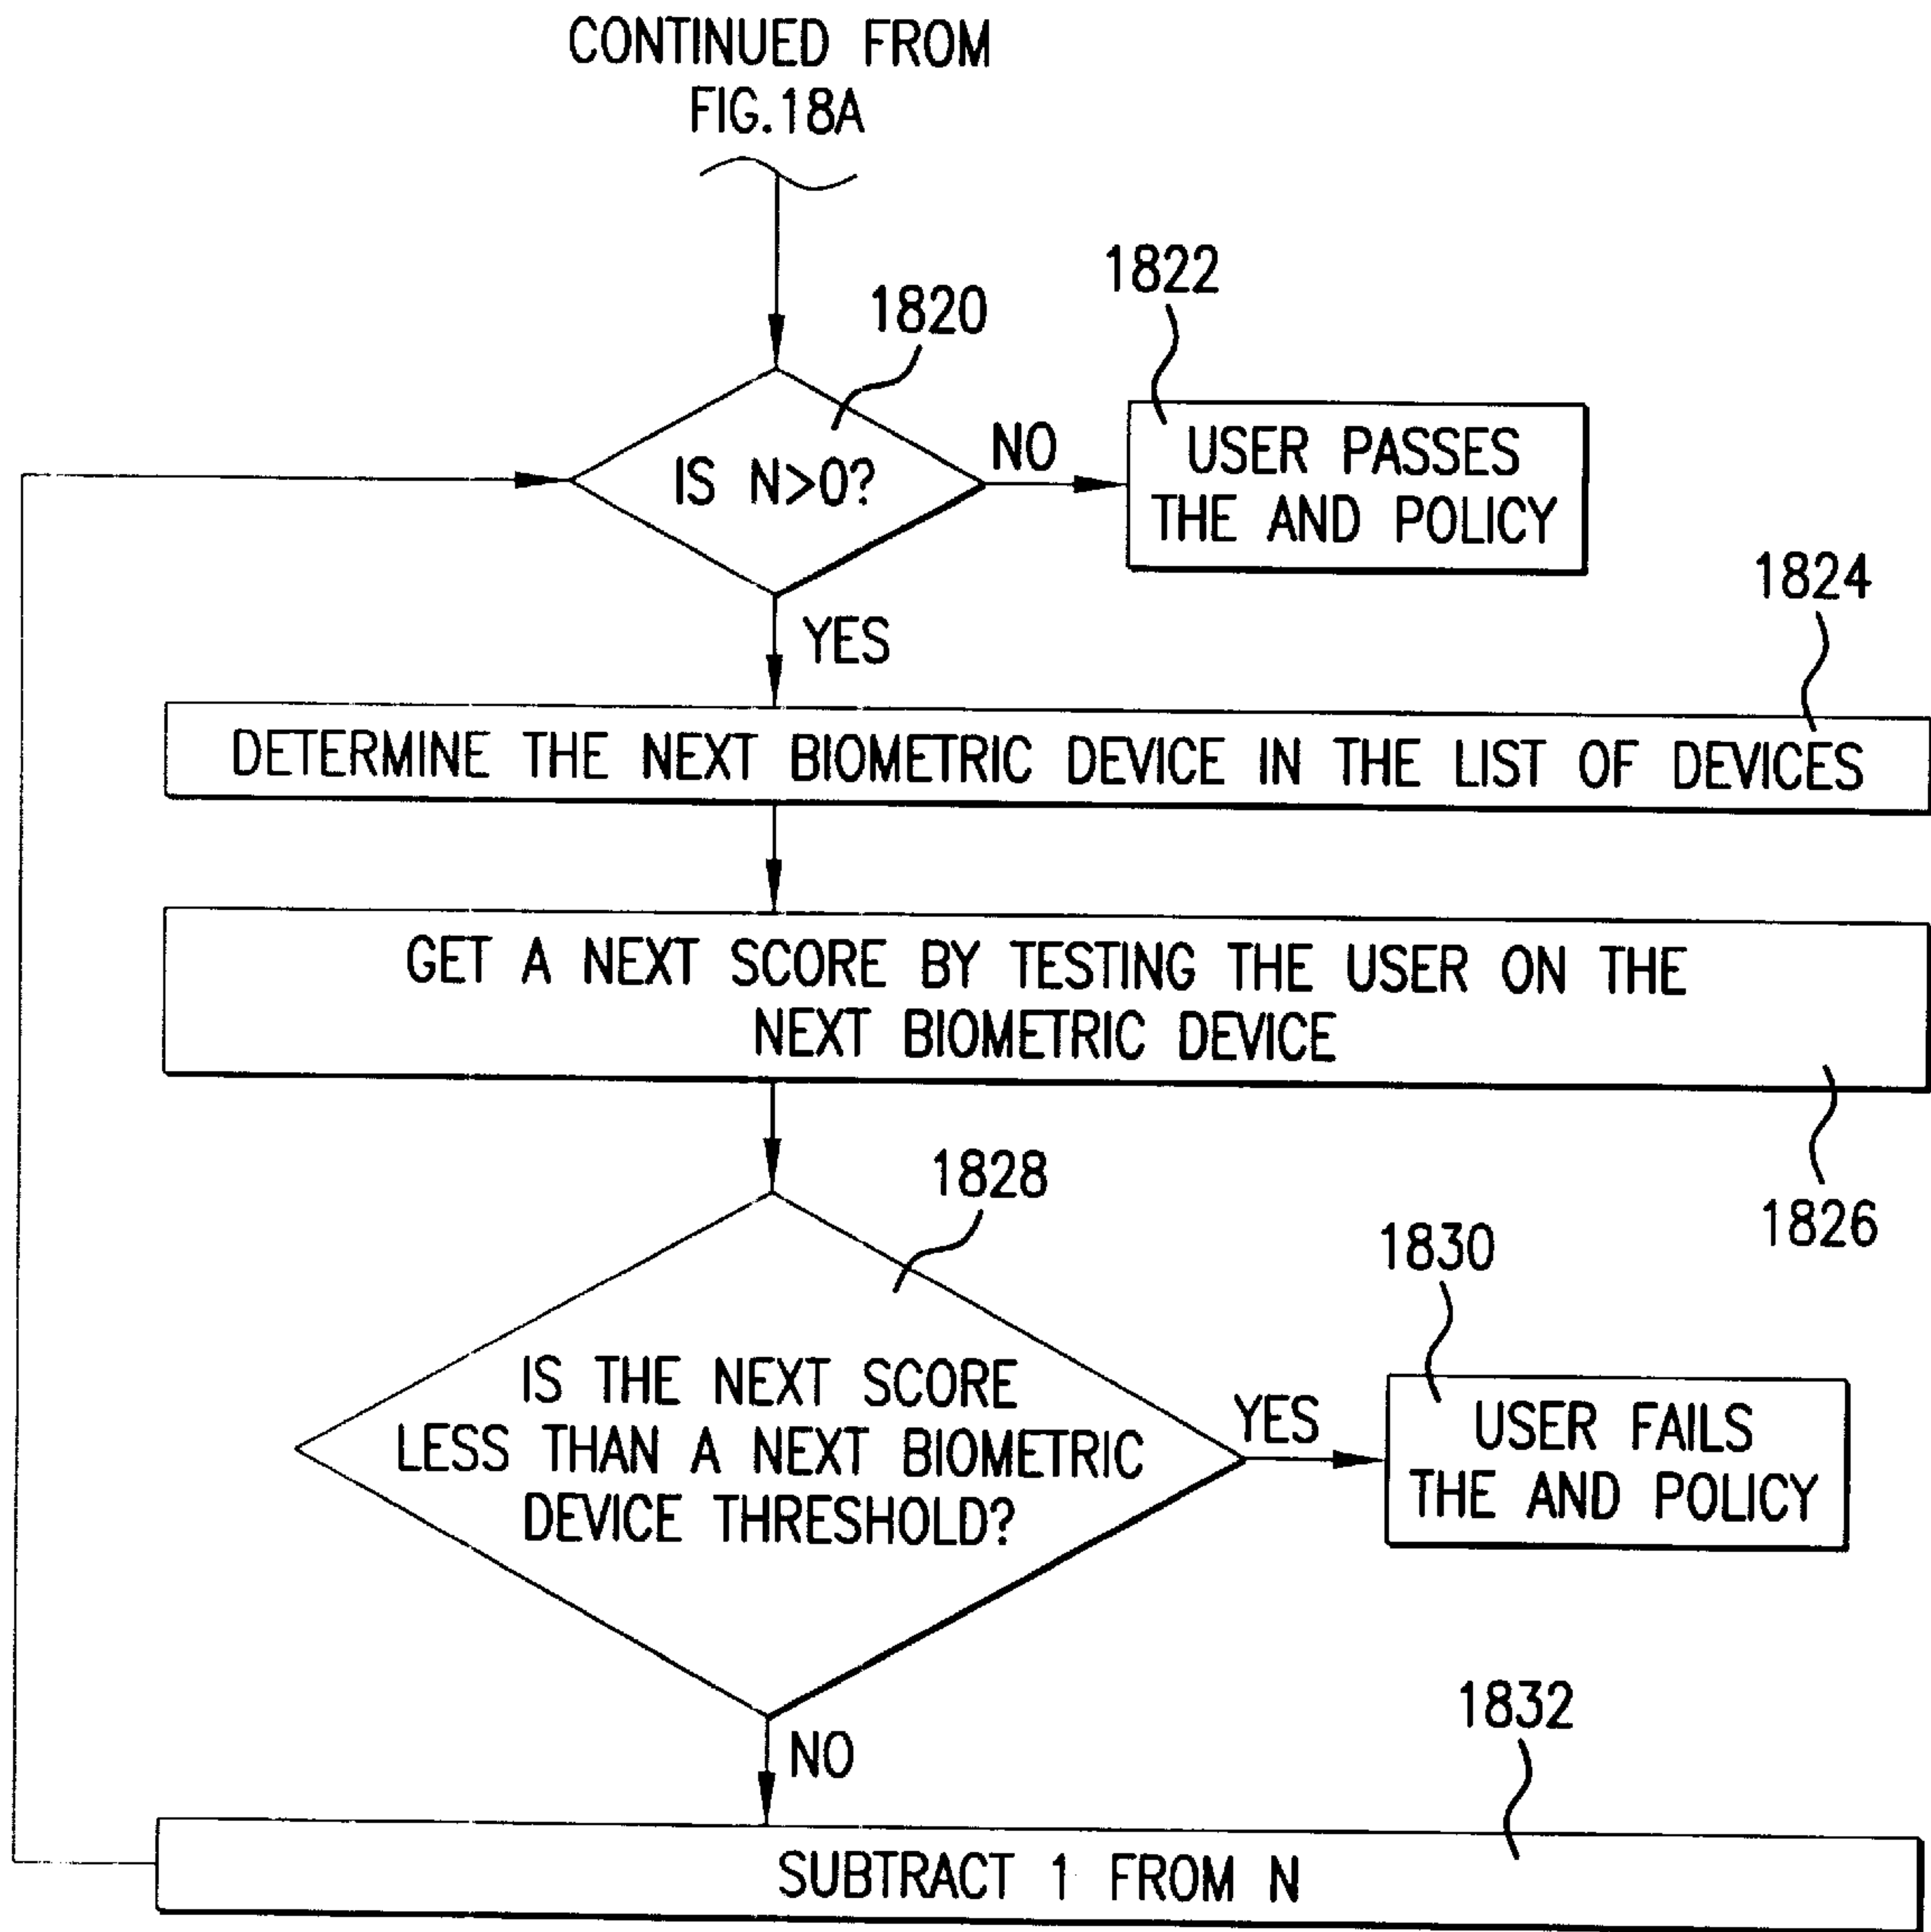 CONTINUED FROM
FIG.18A
1820
1822
IS N>0?
NO
USER PASSES
THE AND POLICY
YES
1824
DETERMINE THE NEXT BIOMETRIC DEVICE IN THE LIST OF DEVICES
GET A NEXT SCORE BY TESTING THE USER ON THE
NEXT BIOMETRIC DEVICE
1826
1828
IS THE NEXT SCORE
LESS THAN A NEXT BIOMETRIC
DEVICE THRESHOLD?
YES
1830
USER FAILS
THE AND POLICY
NO
1832
SUBTRACT 1 FROM N